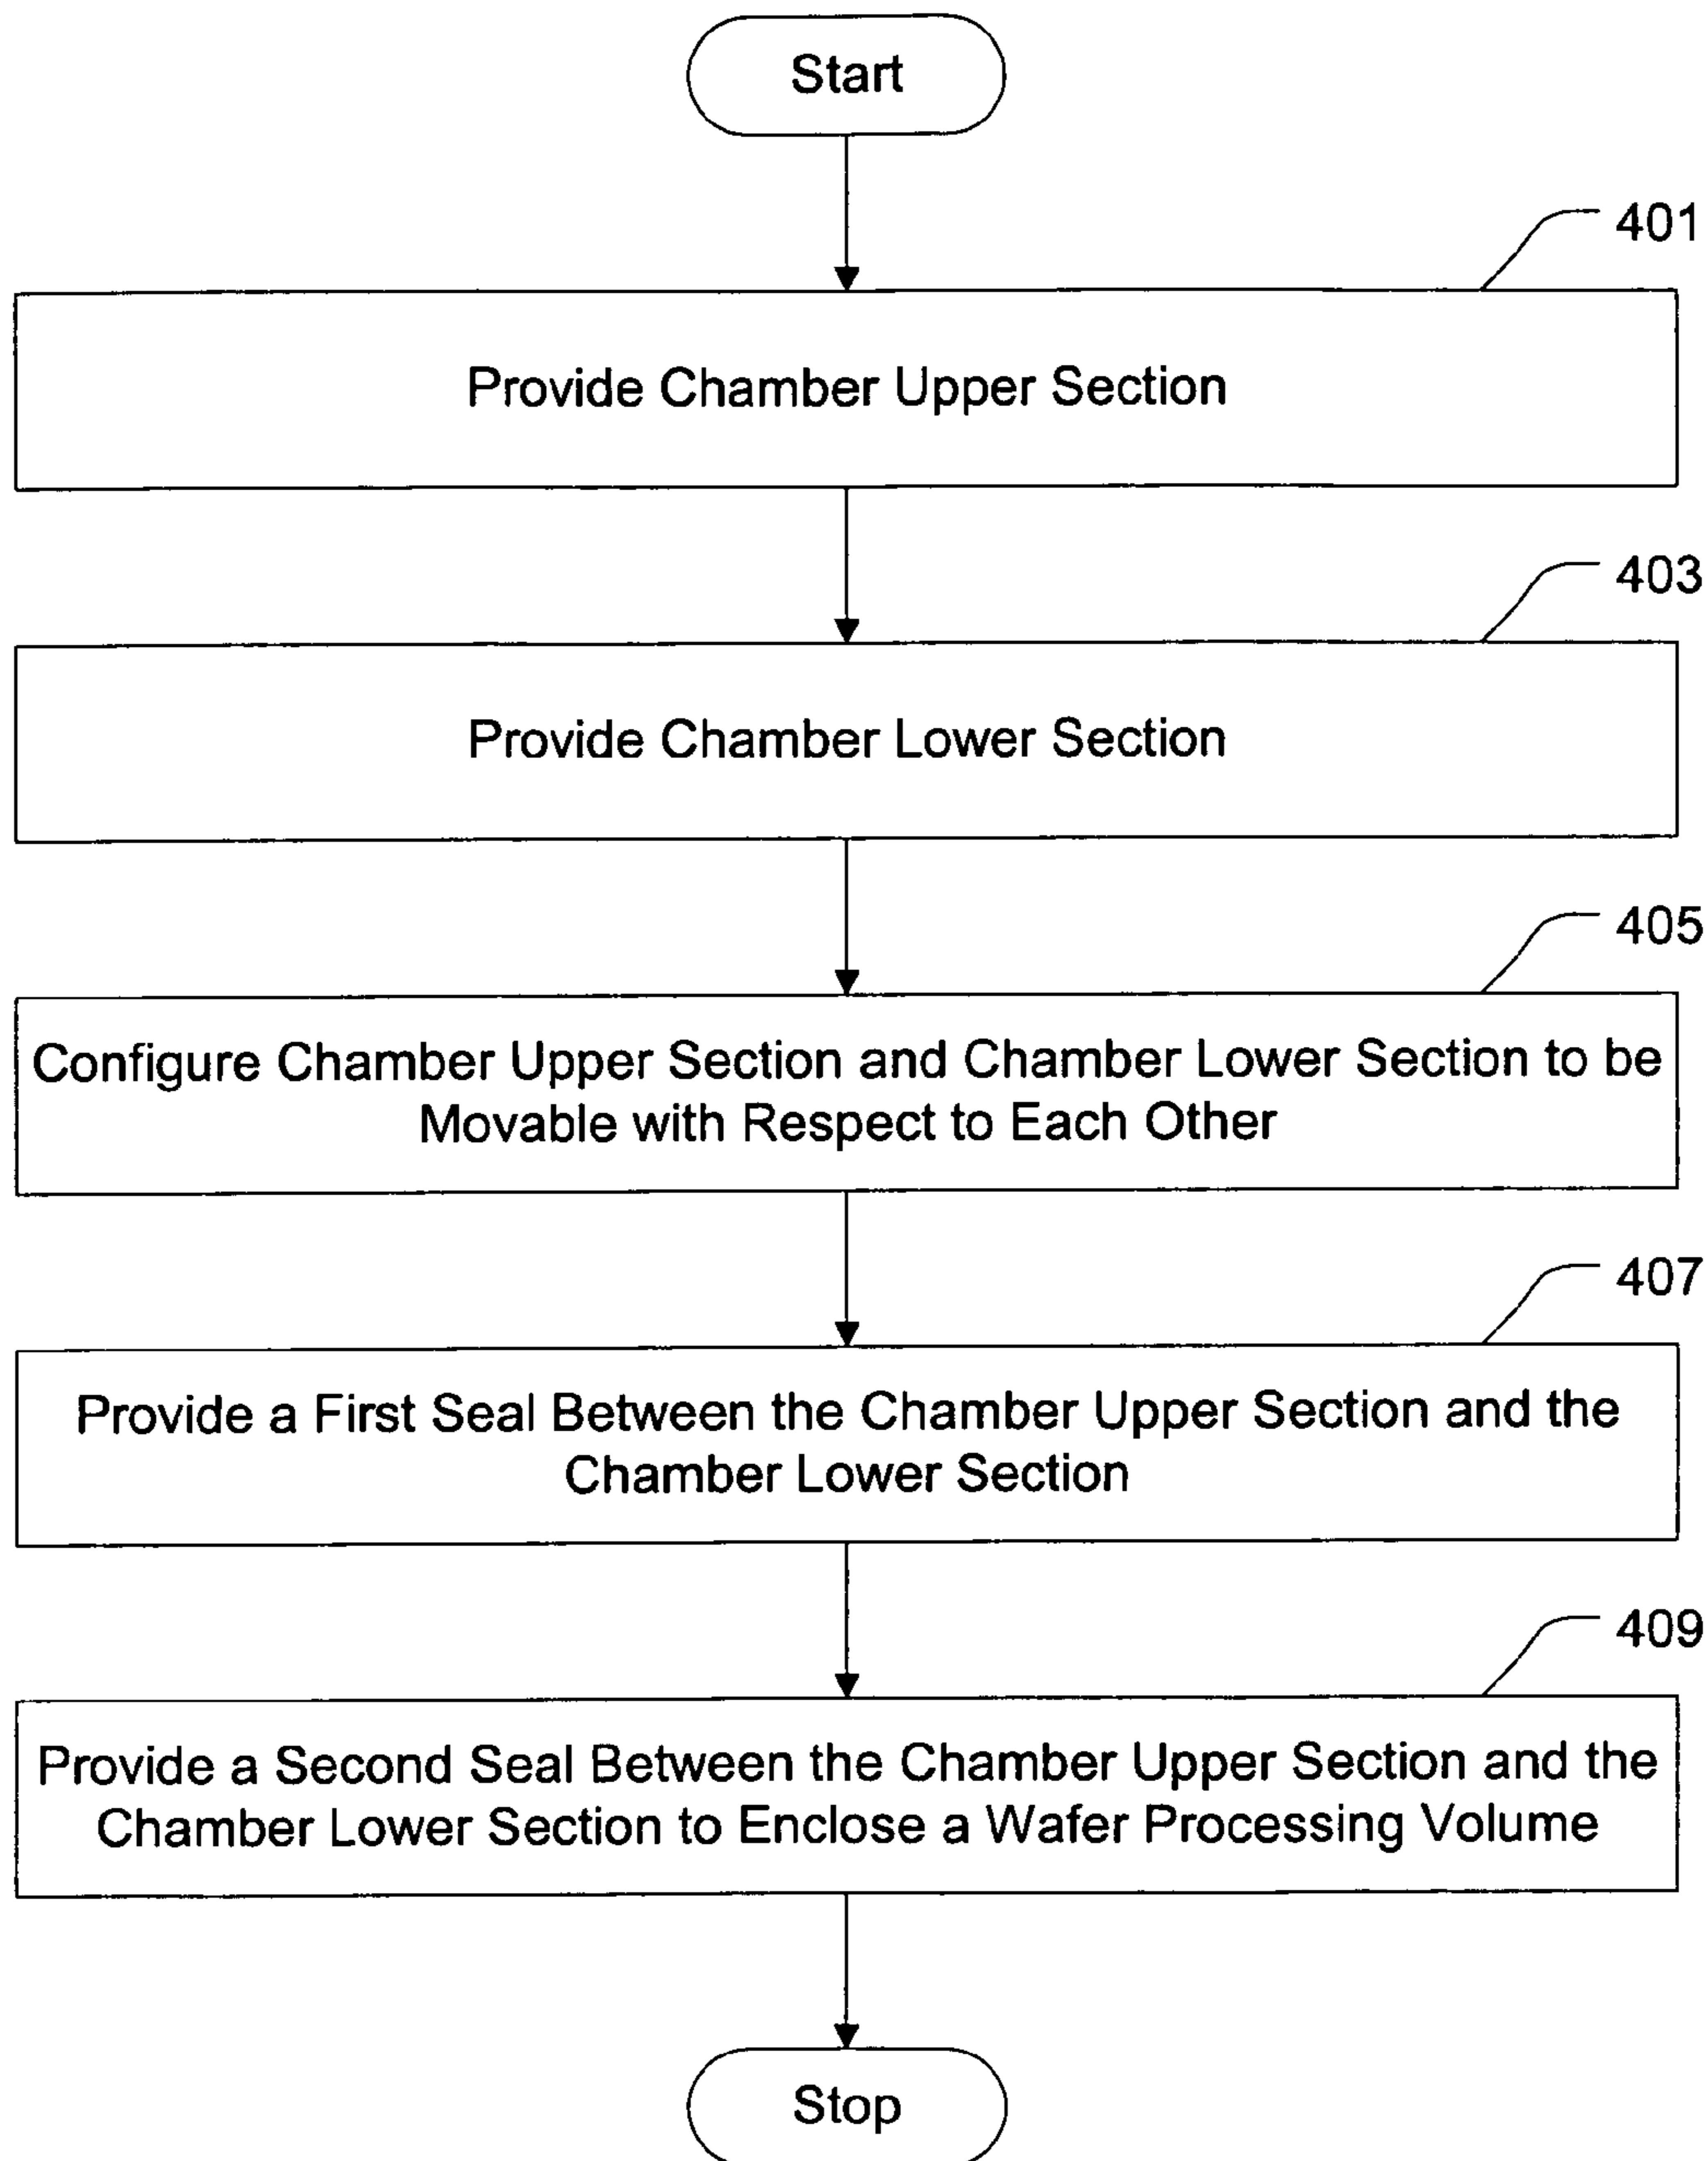 Start
401
Provide Chamber Upper Section
403
Provide Chamber Lower Section
405
Configure Chamber Upper Section and Chamber Lower Section to be
Movable with Respect to Each Other
407
Provide a First Seal Between the Chamber Upper Section and the
Chamber Lower Section
409
Provide a Second Seal Between the Chamber Upper Section and the
Chamber Lower Section to Enclose a Wafer Processing Volume
Stop